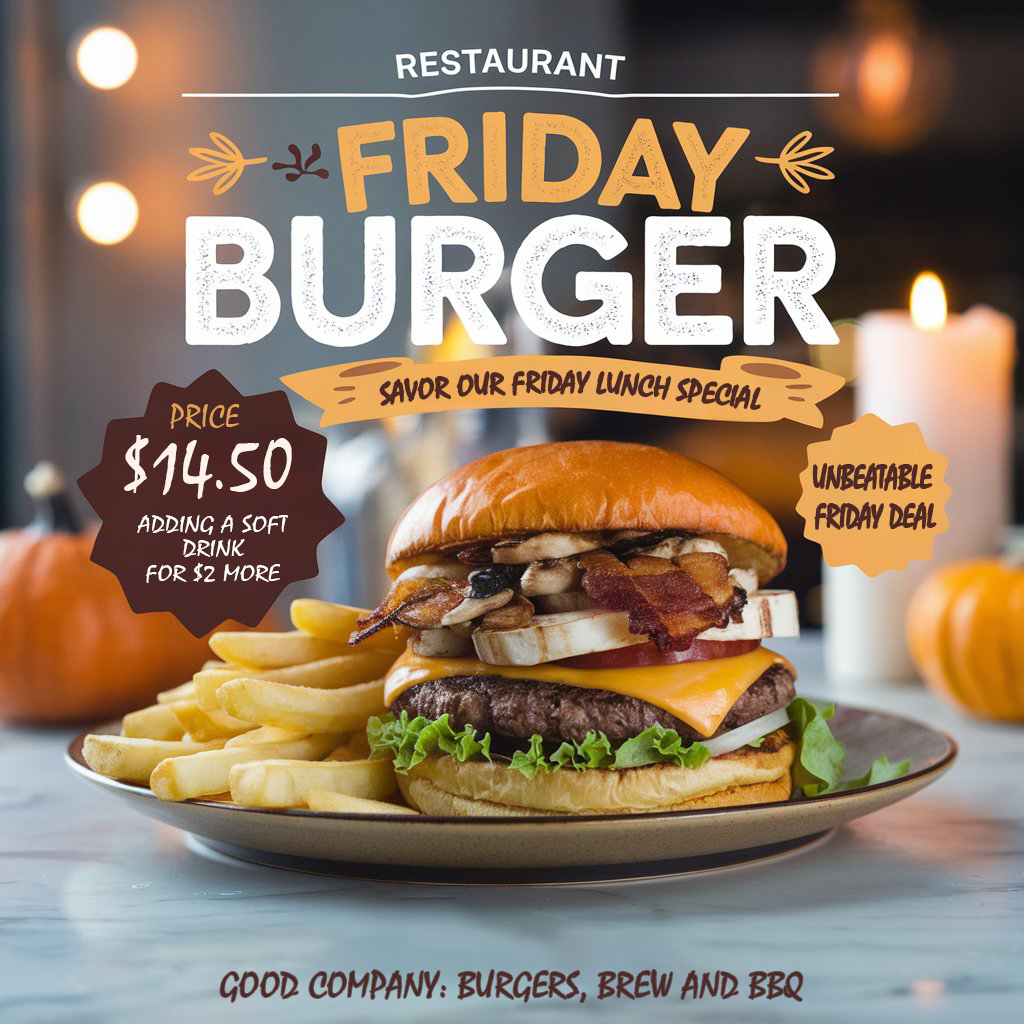 RESTAURANT
FRIDAY
BURGER
SAVOR OUR FRIDAY LUNCH SPECIAL
PRICE
$14.50
ADDING A SOFT
DRINK
FOR $2 MORE
UNBEATABLE
FRIDAY DEAL
GOOD COMPANY: BURGERS, BREW AND BBQ